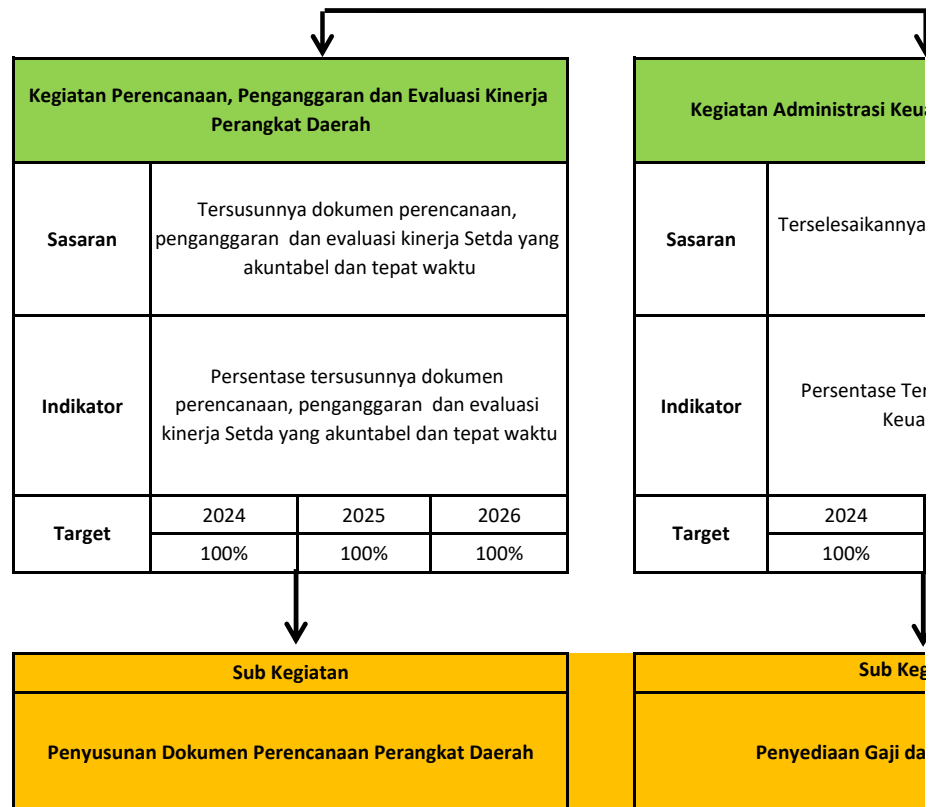 Kegiatan Perencanaan, Penganggaran dan Evaluasi Kinerja
Perangkat Daerah
Sasaran
Tersusunnya dokumen perencanaan,
penganggaran dan evaluasi kinerja Setda yang
akuntabel dan tepat waktu
Indikator
Persentase tersusunnya dokumen
perencanaan, penganggaran dan evaluasi
kinerja Setda yang akuntabel dan tepat waktu
Target
2024 2025 2026
100% 100% 100%
Sub Kegiatan
Penyusunan Dokumen Perencanaan Perangkat Daerah
Kegiatan Administrasi Keua
Sasaran
Terselesaikannya
Indikator
Persentase Ter
Keua
Target
2024
100%
Sub Keg
Penyediaan Gaji da